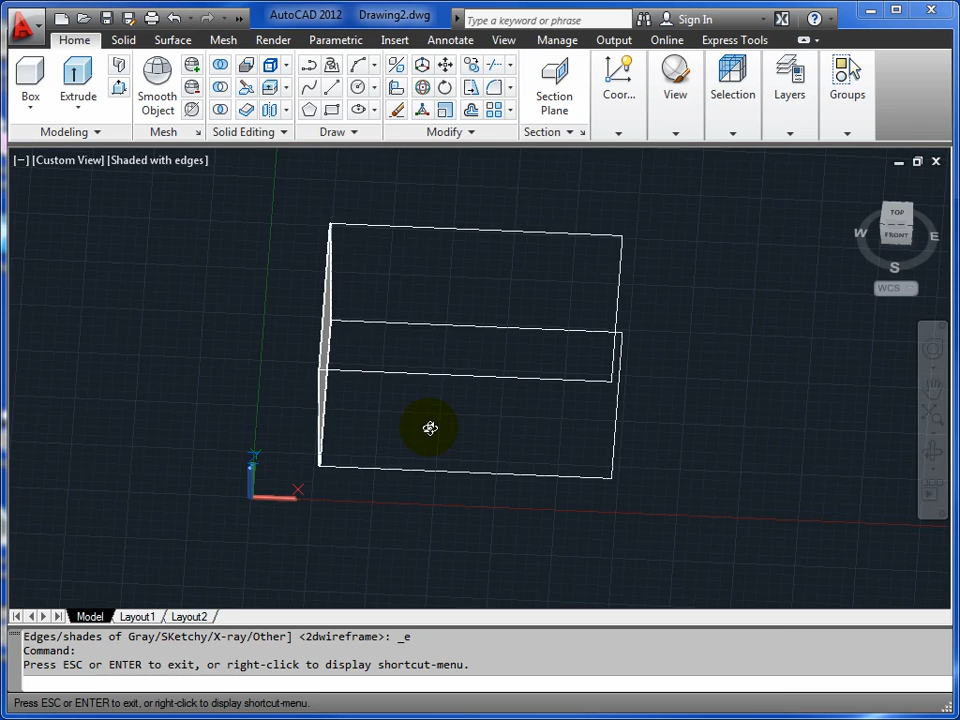 AutoCAD 2012 Drawing2.dwg
Type a keyword or phrase
Sign In
Home Solid Surface Mesh Render Parametric Insert Annotate View Manage Output Online Express Tools
Box
Extrude
Smooth
Object
Section
Plane
Coor...
View
Selection
Layers
Groups
Modeling
Mesh
Solid Editing
Draw
Modify
Section
[−] [Custom View] [Shaded with edges]
TOP
FRONT
W
E
S
WCS
X
Model Layout1 Layout2
Edges/shades of Gray/SKetchy/X-ray/Other] <2dwireframe>: _e
Command:
Press ESC or ENTER to exit, or right-click to display shortcut-menu.
Press ESC or ENTER to exit, or right-click to display shortcut-menu.